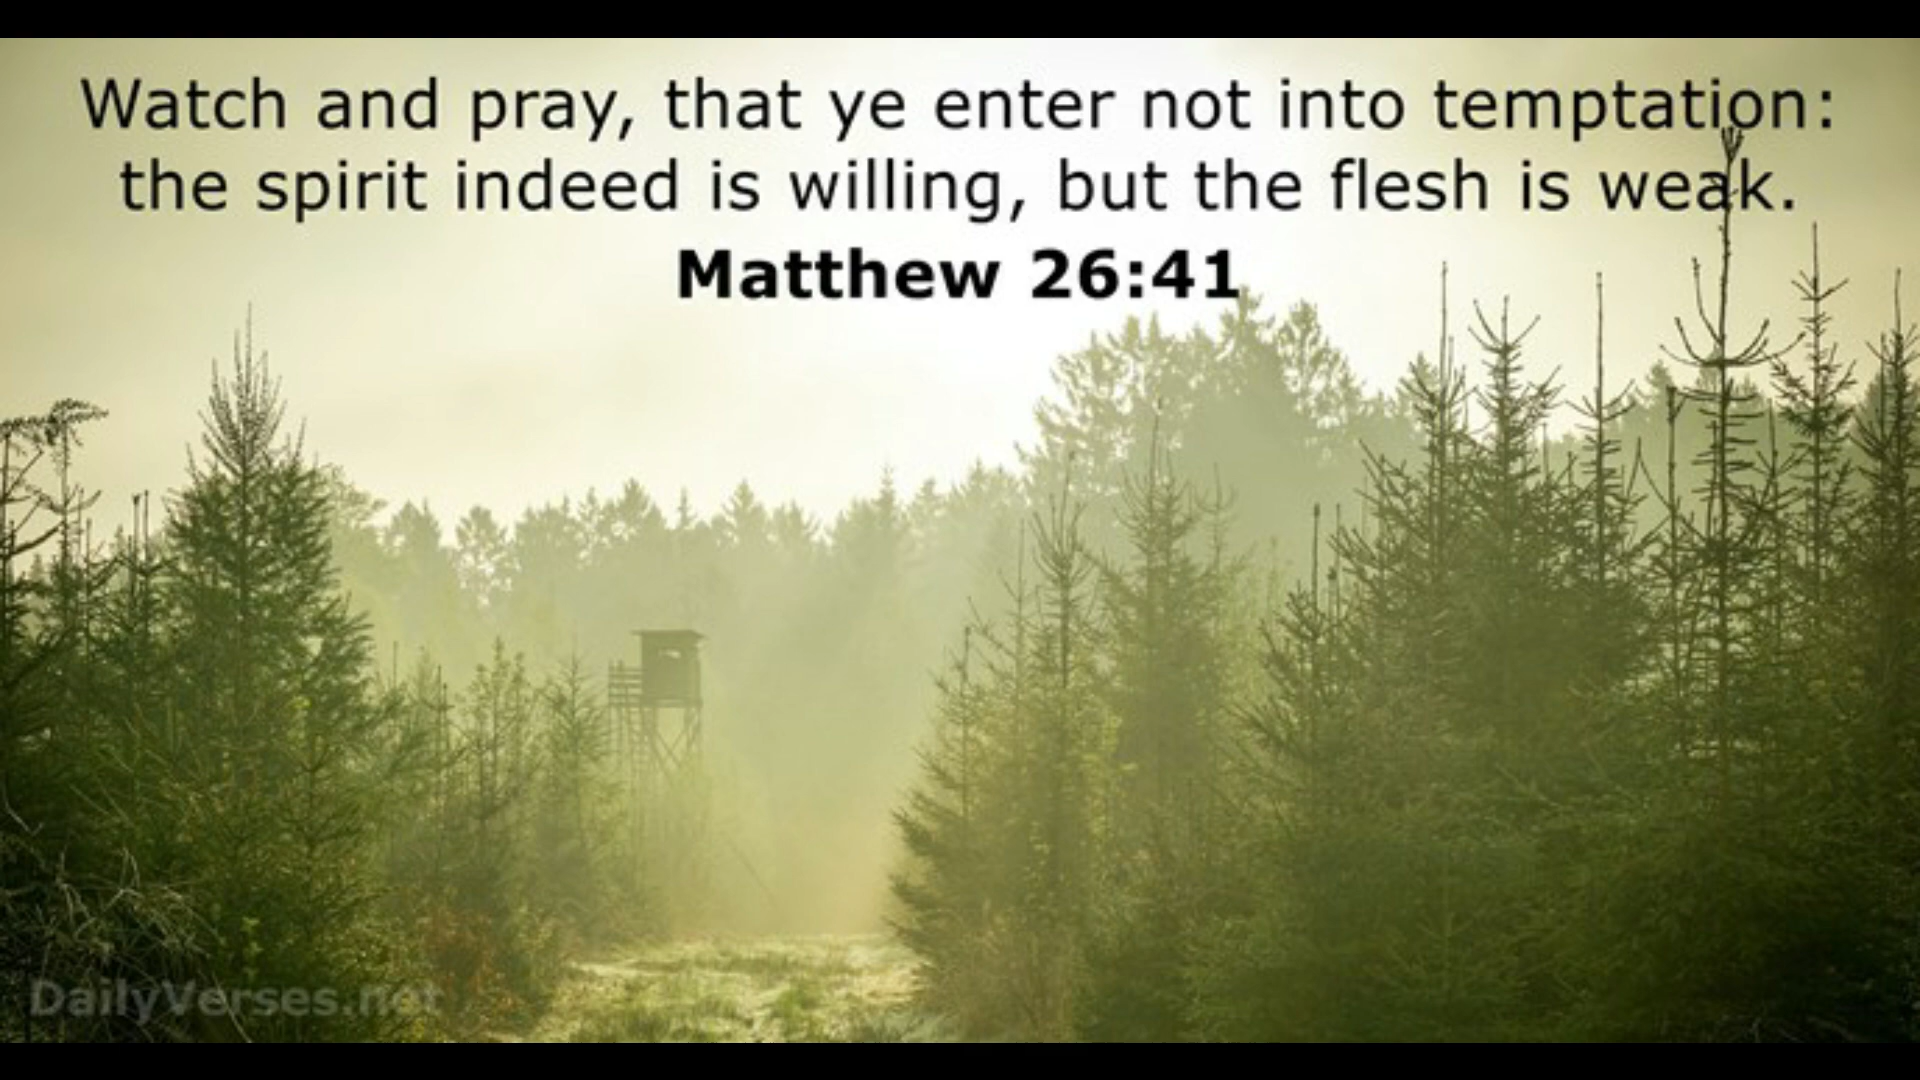 Watch and pray, that ye enter not into temptation:
the spirit indeed is willing, but the flesh is weak.
Matthew 26:41
DailyVerses.net